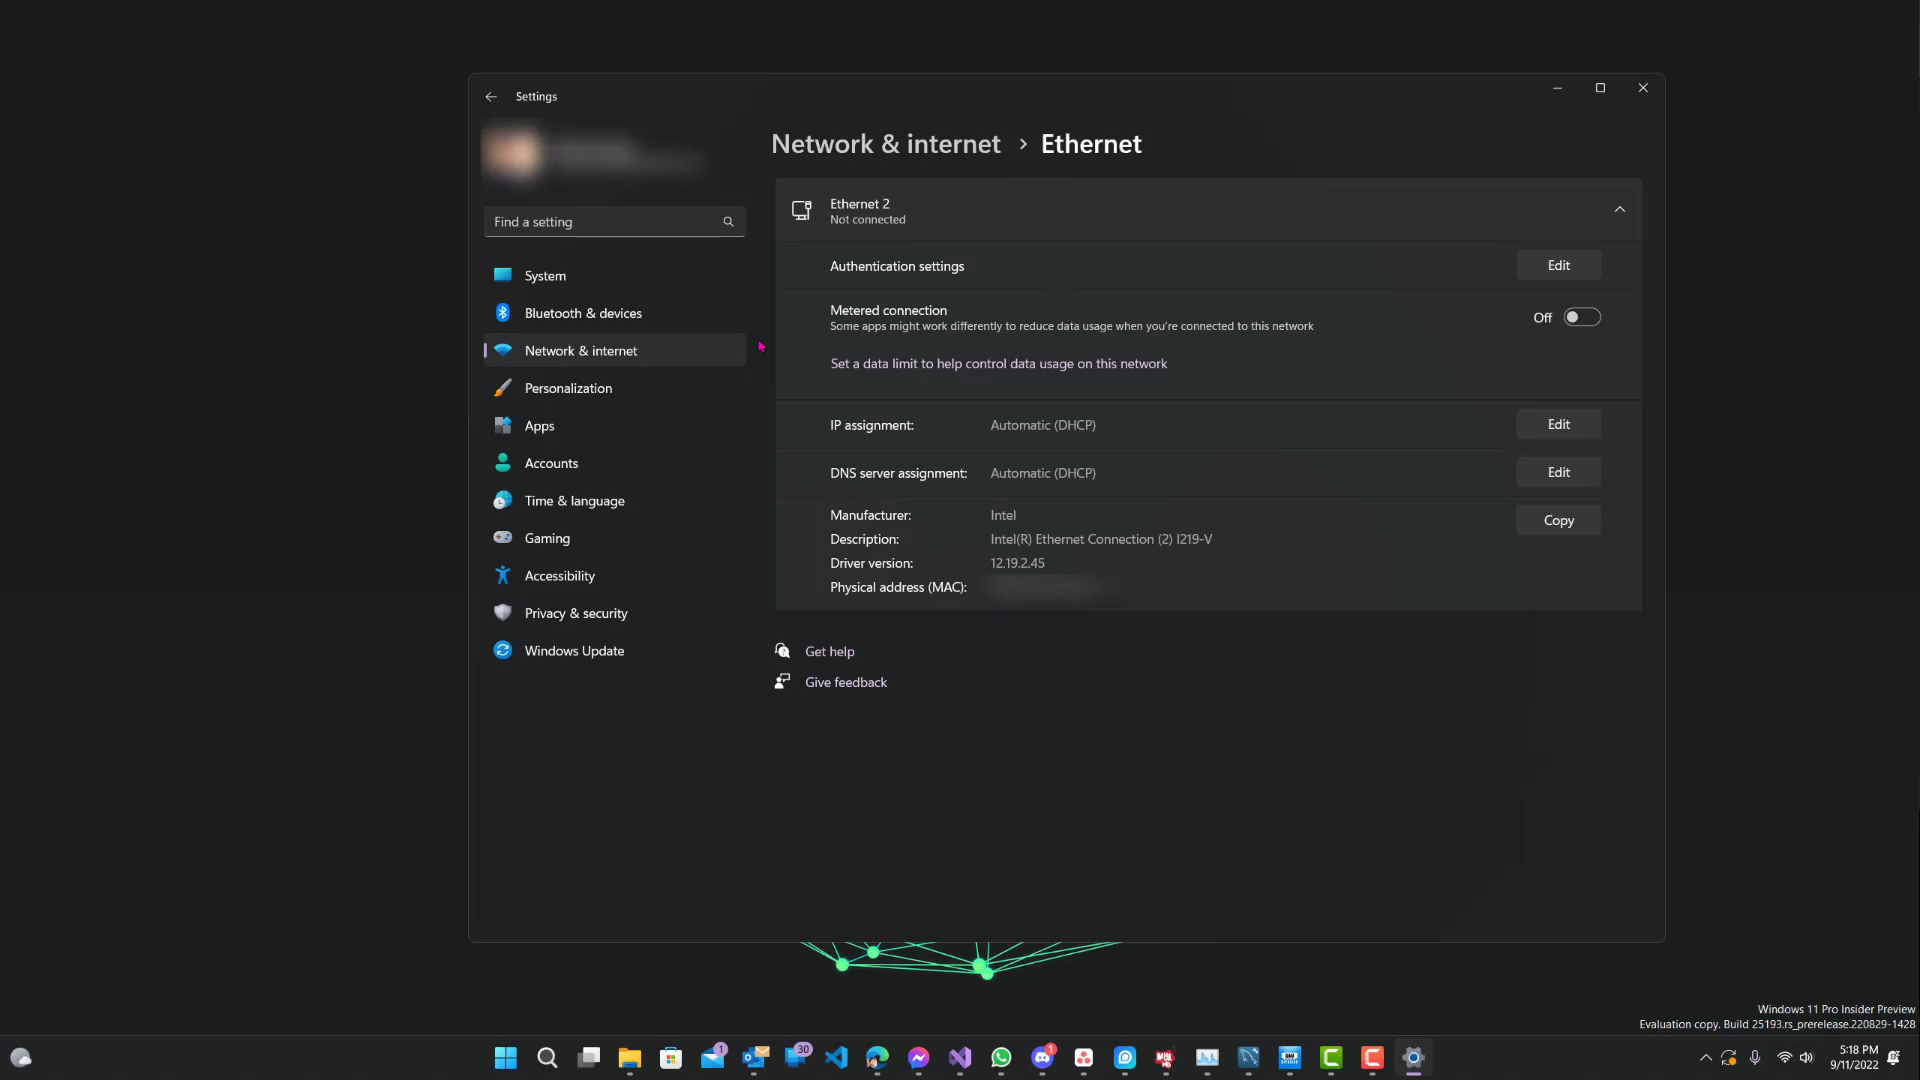 Settings
Network & internet › Ethernet
Find a setting
System
Bluetooth & devices
Network & internet
Personalization
Apps
Accounts
Time & language
Gaming
Accessibility
Privacy & security
Windows Update
Ethernet 2
Not connected
Authentication settings
Edit
Metered connection
Some apps might work differently to reduce data usage when you're connected to this network
Off
Set a data limit to help control data usage on this network
IP assignment: Automatic (DHCP)
Edit
DNS server assignment: Automatic (DHCP)
Edit
Manufacturer: Intel
Copy
Description: Intel(R) Ethernet Connection (2) I219-V
Driver version: 12.19.2.45
Physical address (MAC):
Get help
Give feedback
Windows 11 Pro Insider Preview
Evaluation copy. Build 25193.rs_prerelease.220829-1428
1
30
1
5:18 PM
9/11/2022